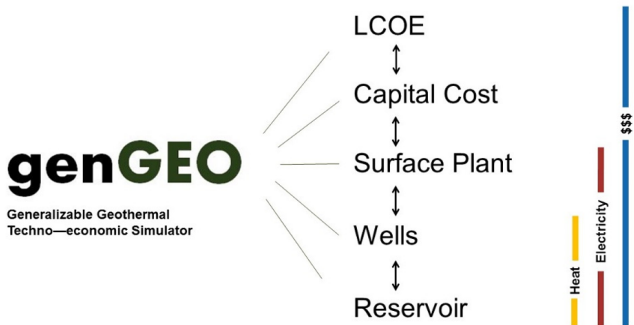 genGEO
Generalizable Geothermal
Techno—economic Simulator
LCOE
Capital Cost
Surface Plant
Wells
Reservoir
Heat
Electricity
$$$